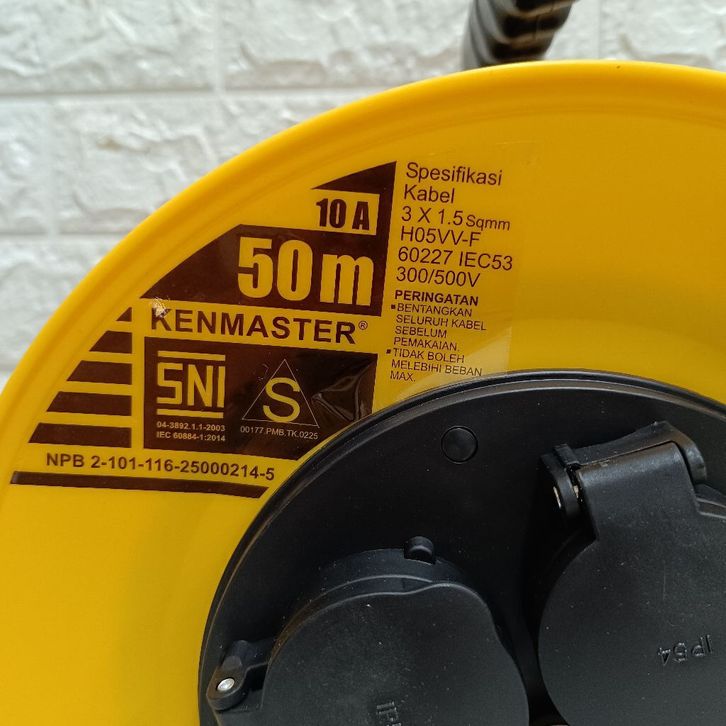 10 A
50m
KENMASTER®
SNI
04-3892.1.1-2003
IEC 60884-1:2014
S
00177.PMB.TK.0225
NPB 2-101-116-25000214-5
Spesifikasi
Kabel
3 X 1.5 Sqmm
H05VV-F
60227 IEC53
300/500V
PERINGATAN
▪BENTANGKAN
SELURUH KABEL
SEBELUM
PEMAKAIAN.
▪TIDAK BOLEH
MELEBIHI BEBAN
MAX.
IP54